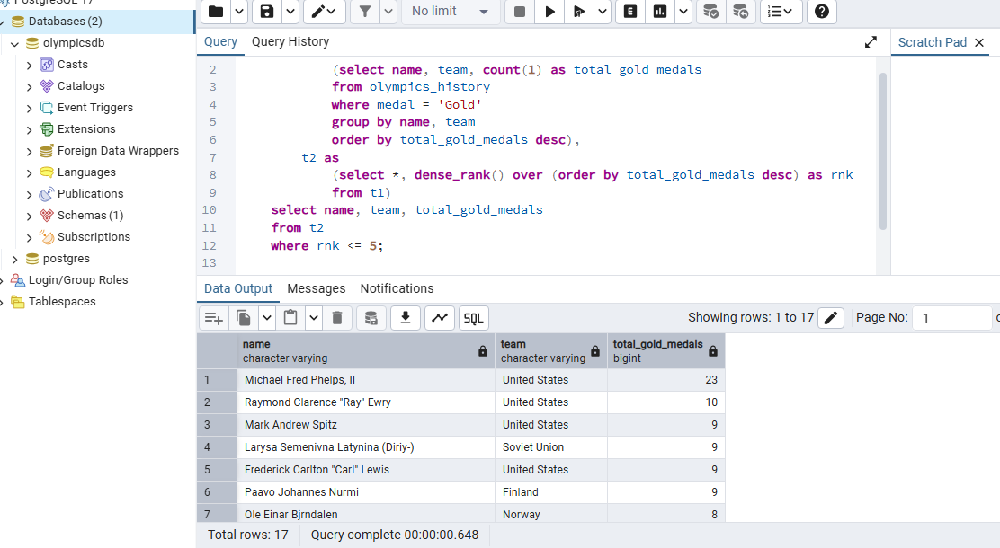 PostgreSQL 17
Databases (2)
olympicsdb
Casts
Catalogs
Event Triggers
Extensions
Foreign Data Wrappers
Languages
Publications
Schemas (1)
Subscriptions
postgres
Login/Group Roles
Tablespaces
No limit
E
Query Query History
Scratch Pad
2 (select name, team, count(1) as total_gold_medals
3 from olympics_history
4 where medal = 'Gold'
5 group by name, team
6 order by total_gold_medals desc),
7 t2 as
8 (select *, dense_rank() over (order by total_gold_medals desc) as rnk
9 from t1)
10 select name, team, total_gold_medals
11 from t2
12 where rnk <= 5;
13
Data Output Messages Notifications
SQL Showing rows: 1 to 17 Page No: 1
name team total_gold_medals
character varying character varying bigint
1 Michael Fred Phelps, II United States 23
2 Raymond Clarence "Ray" Ewry United States 10
3 Mark Andrew Spitz United States 9
4 Larysa Semenivna Latynina (Diriy-) Soviet Union 9
5 Frederick Carlton "Carl" Lewis United States 9
6 Paavo Johannes Nurmi Finland 9
7 Ole Einar Bjrndalen Norway 8
Total rows: 17 Query complete 00:00:00.648